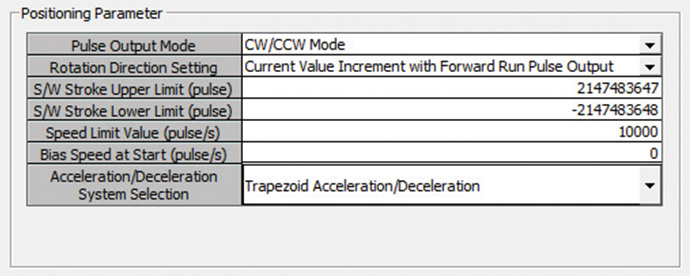 Positioning Parameter
Pulse Output Mode CW/CCW Mode
Rotation Direction Setting Current Value Increment with Forward Run Pulse Output
S/W Stroke Upper Limit (pulse) 2147483647
S/W Stroke Lower Limit (pulse) -2147483648
Speed Limit Value (pulse/s) 10000
Bias Speed at Start (pulse/s) 0
Acceleration/Deceleration
System Selection Trapezoid Acceleration/Deceleration